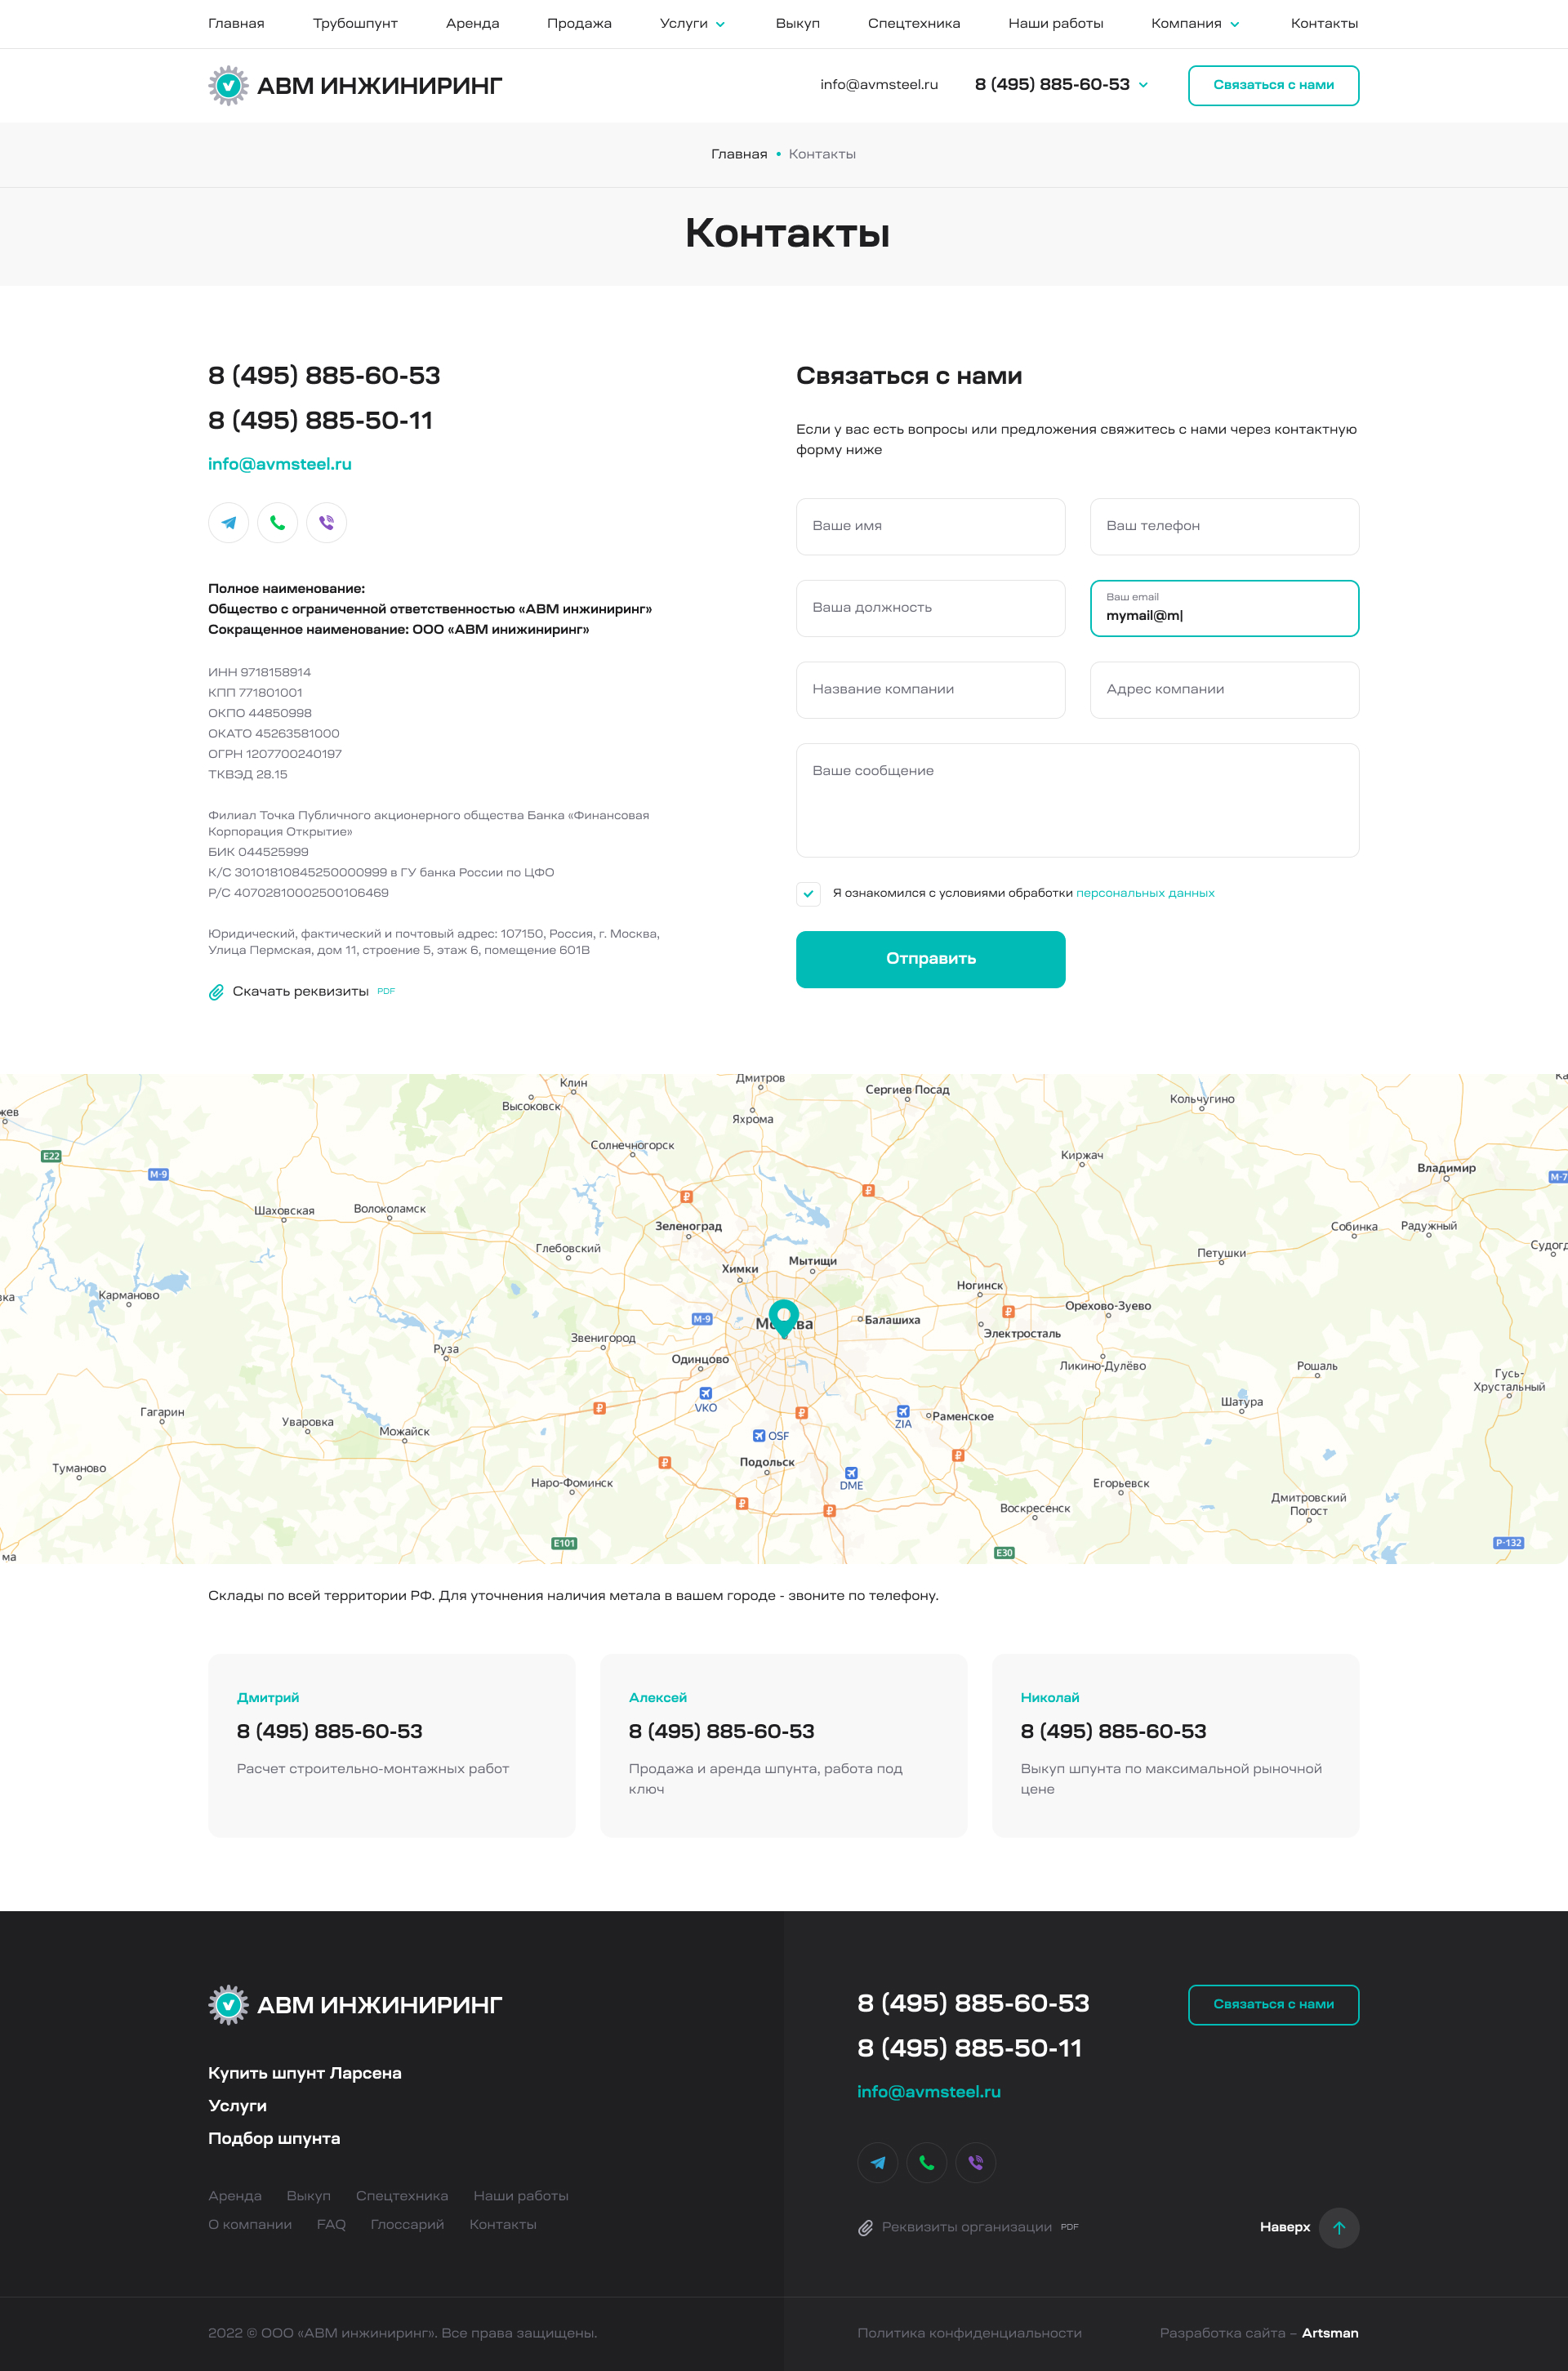 Главная Трубошпунт Аренда Продажа Услуги Выкуп Спецтехника Наши работы Компания Контакты
АВМ ИНЖИНИРИНГ info@avmsteel.ru 8 (495) 885-60-53 Связаться с нами
Главная • Контакты
Контакты
8 (495) 885-60-53
8 (495) 885-50-11
info@avmsteel.ru
Полное наименование:
Общество с ограниченной ответственностью «АВМ инжиниринг»
Сокращенное наименование: ООО «АВМ инижиниринг»
ИНН 9718158914
КПП 771801001
ОКПО 44850998
ОКАТО 45263581000
ОГРН 1207700240197
ТКВЭД 28.15
Филиал Точка Публичного акционерного общества Банка «Финансовая
Корпорация Открытие»
БИК 044525999
К/С 30101810845250000999 в ГУ банка России по ЦФО
Р/С 40702810002500106469
Юридический, фактический и почтовый адрес: 107150, Россия, г. Москва,
Улица Пермская, дом 11, строение 5, этаж 6, помещение 601В
Скачать реквизиты PDF
Связаться с нами
Если у вас есть вопросы или предложения свяжитесь с нами через контактную
форму ниже
Ваше имя Ваш телефон
Ваша должность
Ваш email
mymail@m|
Название компании Адрес компании
Ваше сообщение
Я ознакомился с условиями обработки персональных данных
Отправить
Клин
Дмитров
Сергиев Посад
Высоковск
Яхрома
Кольчугино
Солнечногорск
Киржач
E22
М-9
Владимир
М-7
Шаховская
Волоколамск
Зеленоград
Собинка
Радужный
Глебовский
Петушки
Судогд
Химки
Мытищи
Ногинск
Карманово
Орехово-Зуево
М-9
Москва
Балашиха
Электросталь
Звенигород
Руза
Одинцово
Ликино-Дулёво
Рошаль
Гусь-
Хрустальный
VKO
Шатура
Гагарин
Уваровка
Можайск
ZIA
Раменское
OSF
Туманово
Подольск
DME
Наро-Фоминск
Егорьевск
Воскресенск
Дмитровский
Погост
E101
E30
Р-132
Склады по всей территории РФ. Для уточнения наличия метала в вашем городе - звоните по телефону.
Дмитрий
8 (495) 885-60-53
Расчет строительно-монтажных работ
Алексей
8 (495) 885-60-53
Продажа и аренда шпунта, работа под
ключ
Николай
8 (495) 885-60-53
Выкуп шпунта по максимальной рыночной
цене
АВМ ИНЖИНИРИНГ
Купить шпунт Ларсена
Услуги
Подбор шпунта
Аренда Выкуп Спецтехника Наши работы
О компании FAQ Глоссарий Контакты
8 (495) 885-60-53
8 (495) 885-50-11
info@avmsteel.ru
Реквизиты организации PDF
Связаться с нами
Наверх
2022 © ООО «АВМ инжиниринг». Все права защищены. Политика конфиденциальности Разработка сайта – Artsman